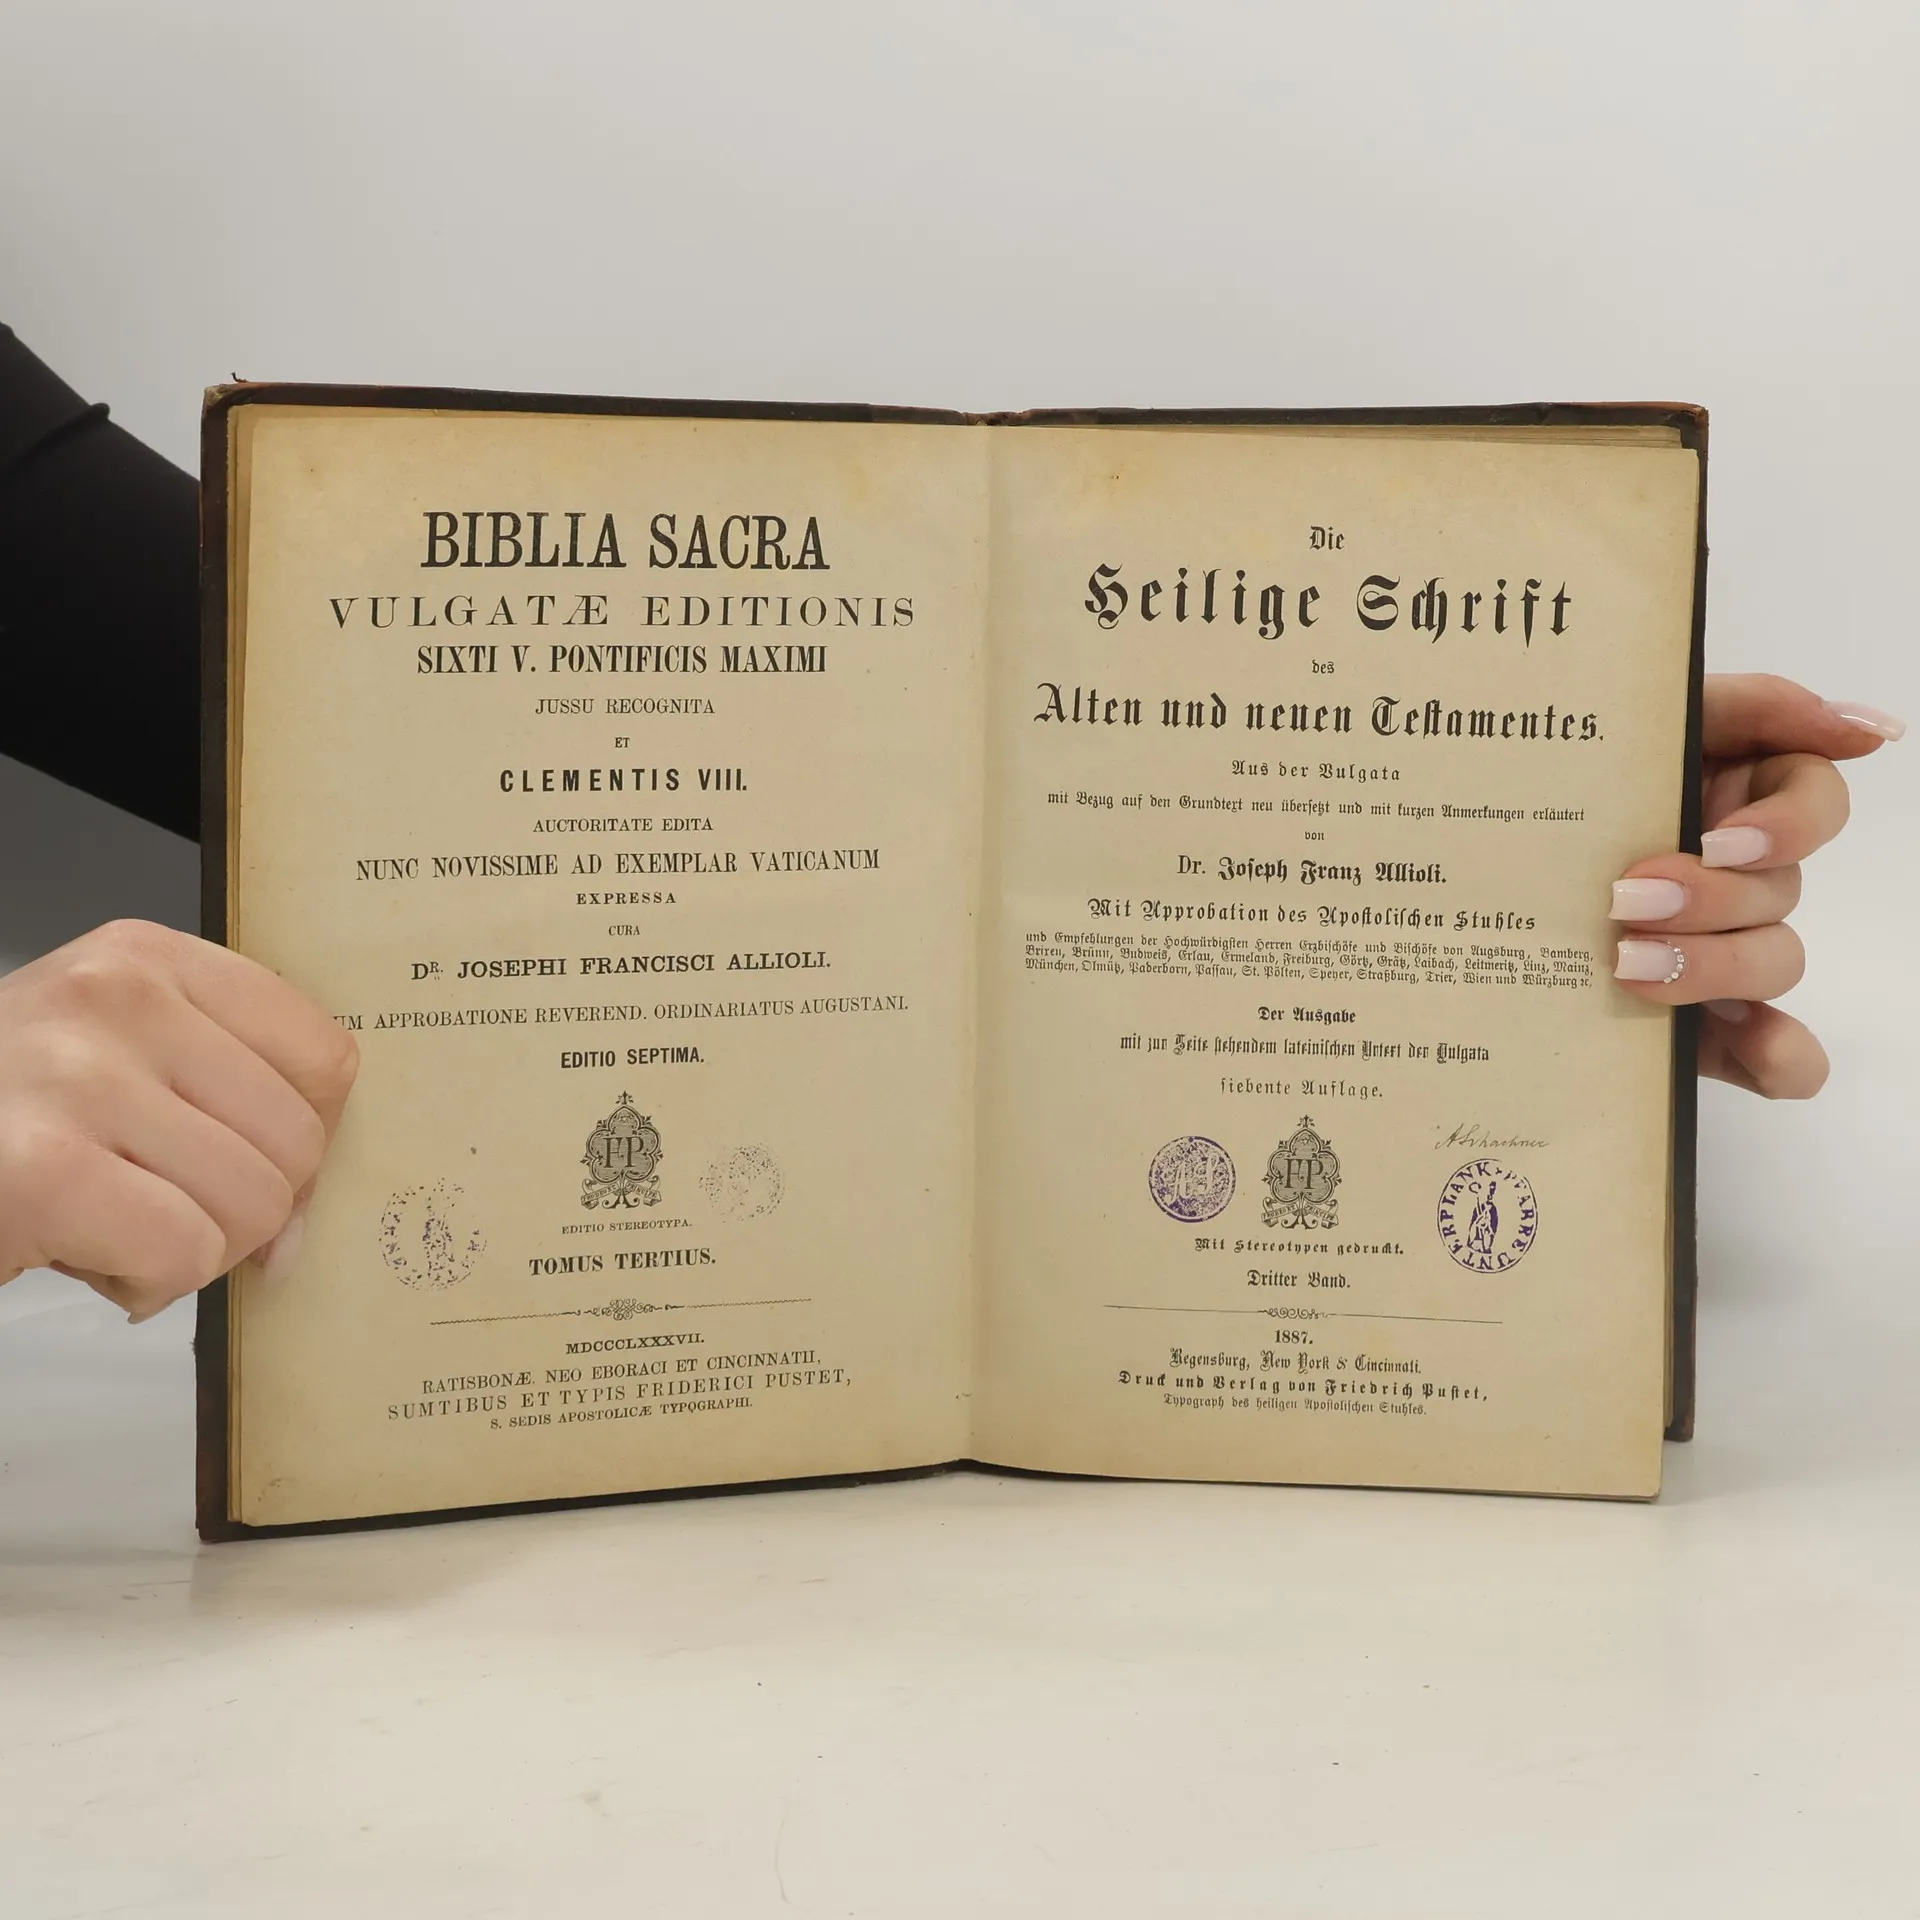 BIBLIA SACRA
VULGATÆ EDITIONIS
SIXTI V. PONTIFICIS MAXIMI
JUSSU RECOGNITA
ET
CLEMENTIS VIII.
AUCTORITATE EDITA
NUNC NOVISSIME AD EXEMPLAR VATICANUM
EXPRESSA
CURA
DR. JOSEPHI FRANCISCI ALLIOLI.
UM APPROBATIONE REVEREND. ORDINARIATUS AUGUSTANI.
EDITIO SEPTIMA.
FP
EDITIO STEREOTYPA.
TOMUS TERTIUS.
MDCCCLXXXVII.
RATISBONÆ. NEO EBORACI ET CINCINNATII,
SUMTIBUS ET TYPIS FRIDERICI PUSTET,
S. SEDIS APOSTOLICÆ TYPOGRAPHI.
Die
Heilige Schrift
des
Alten und neuen Testamentes.
Aus der Vulgata
mit Bezug auf den Grundtext neu übersetzt und mit kurzen Anmerkungen erläutert
von
Dr. Joseph Franz Allioli.
Mit Approbation des Apostolischen Stuhles
und Empfehlungen der Hochwürdigsten Herren Erzbischöfe und Bischöfe von Augsburg, Bamberg,
Brixen, Brünn, Budweis, Erlau, Ermeland, Freiburg, Görtz, Grätz, Laibach, Leitmeritz, Linz, Mainz,
München, Olmütz, Paderborn, Passau, St. Pölten, Speyer, Straßburg, Trier, Wien und Würzburg ꝛc.
Der Ausgabe
mit zur Seite stehendem lateinischen Urtext der Vulgata
siebente Auflage.
FP
PFARRE UNTERPLANK
Mit Stereotypen gedruckt.
Dritter Band.
1887.
Regensburg, New York & Cincinnati.
Druck und Verlag von Friedrich Pustet,
Typograph des heiligen Apostolischen Stuhles.